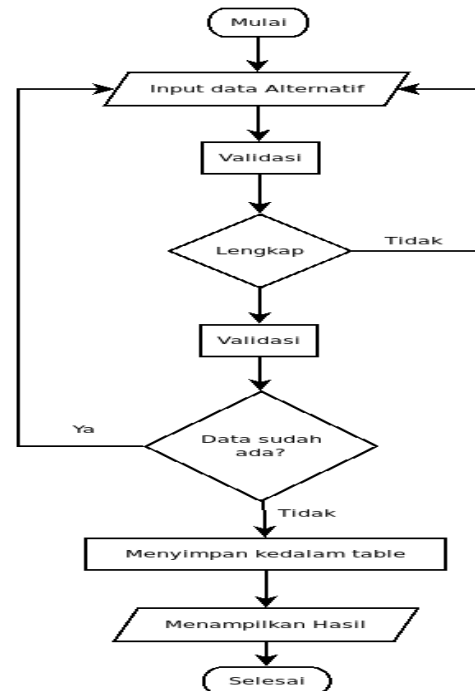 Mulai
Input data Alternatif
Validasi
Lengkap
Tidak
Validasi
Ya
Data sudah
ada?
Tidak
Menyimpan kedalam table
Menampilkan Hasil
Selesai